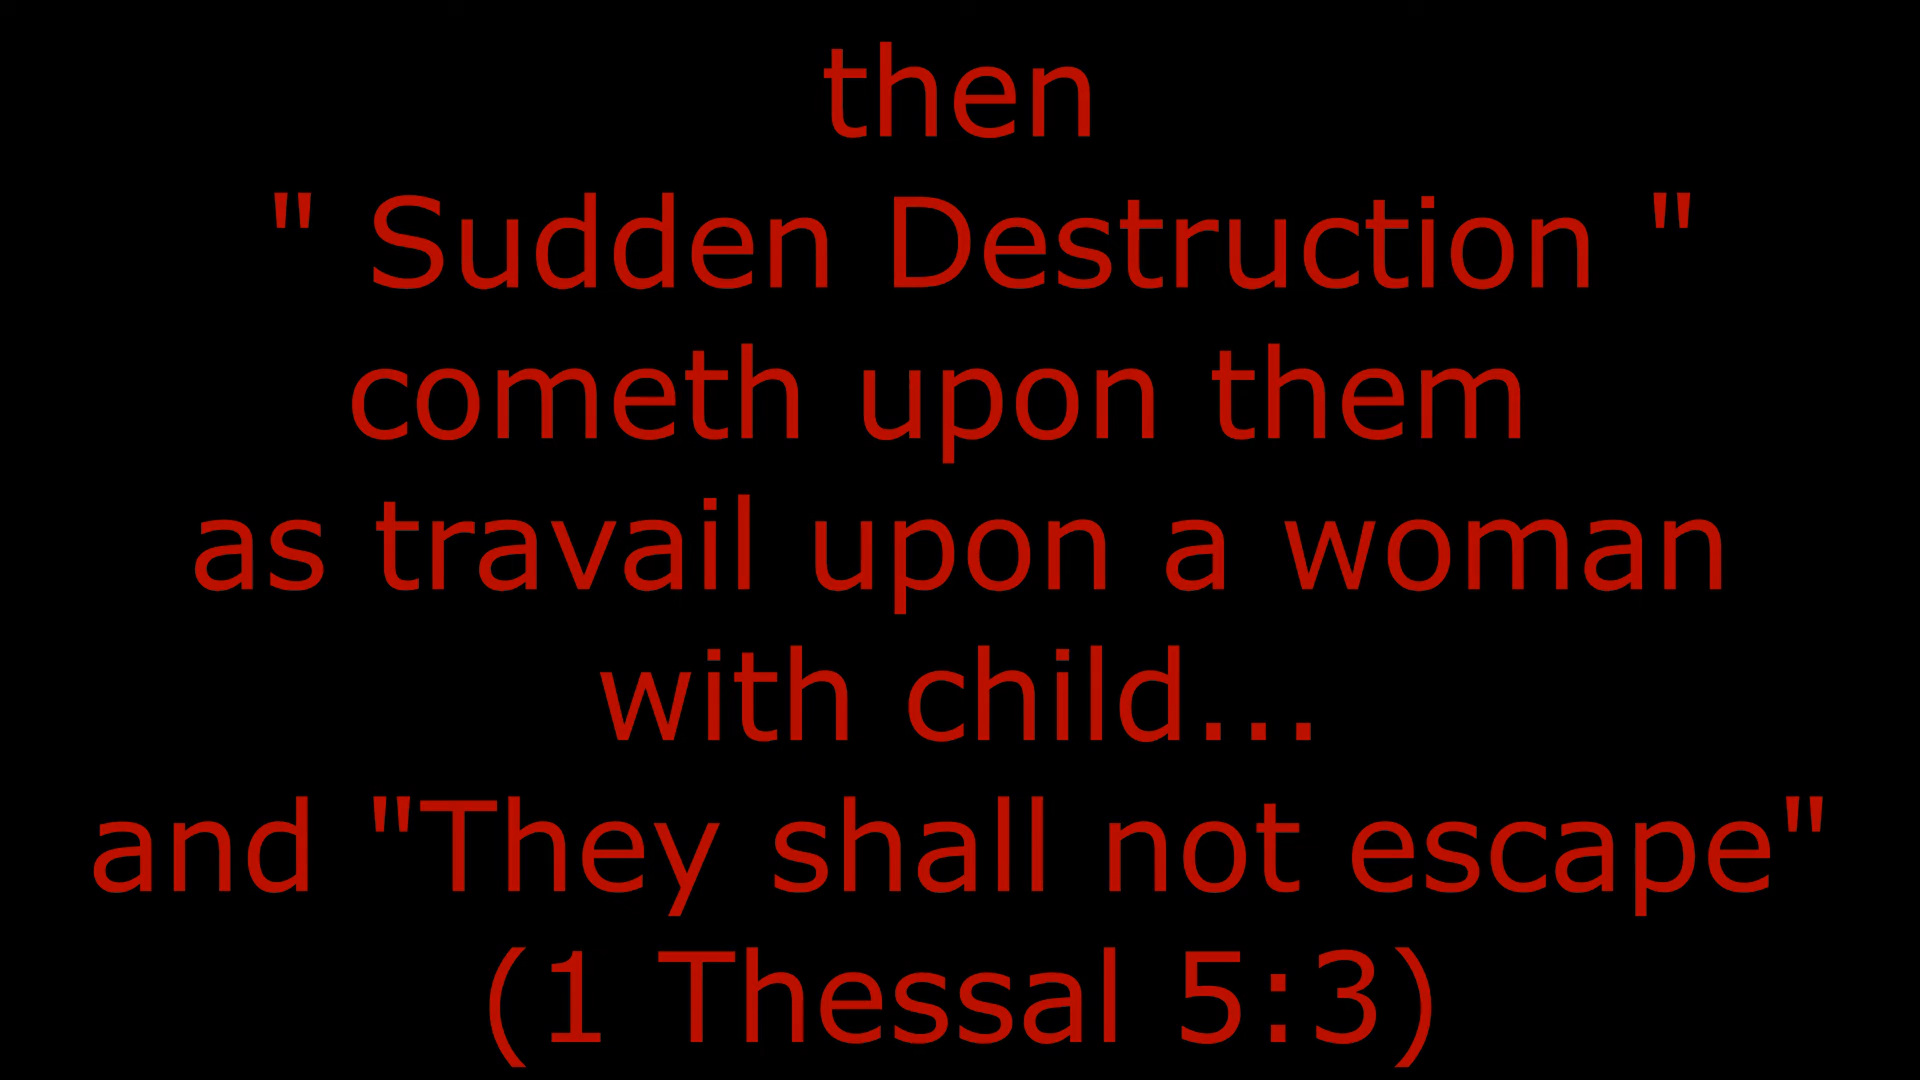 then
" Sudden Destruction "
cometh upon them
as travail upon a woman
with child...
and "They shall not escape"
(1 Thessal 5:3)